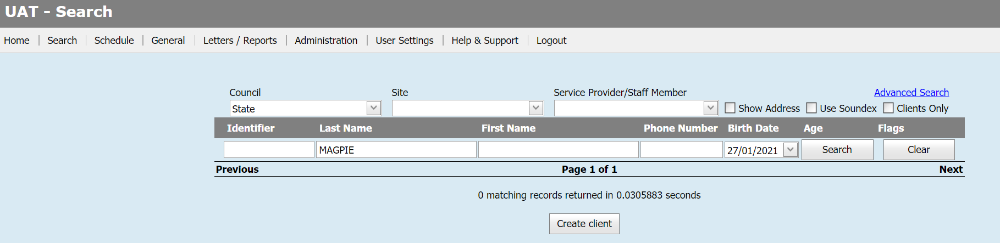 UAT - Search
Home Search Schedule General Letters / Reports Administration User Settings Help & Support Logout
Council Site Service Provider/Staff Member Advanced Search
State Show Address Use Soundex Clients Only
Identifier Last Name First Name Phone Number Birth Date Age Flags
MAGPIE 27/01/2021 Search Clear
Previous Page 1 of 1 Next
0 matching records returned in 0.0305883 seconds
Create client